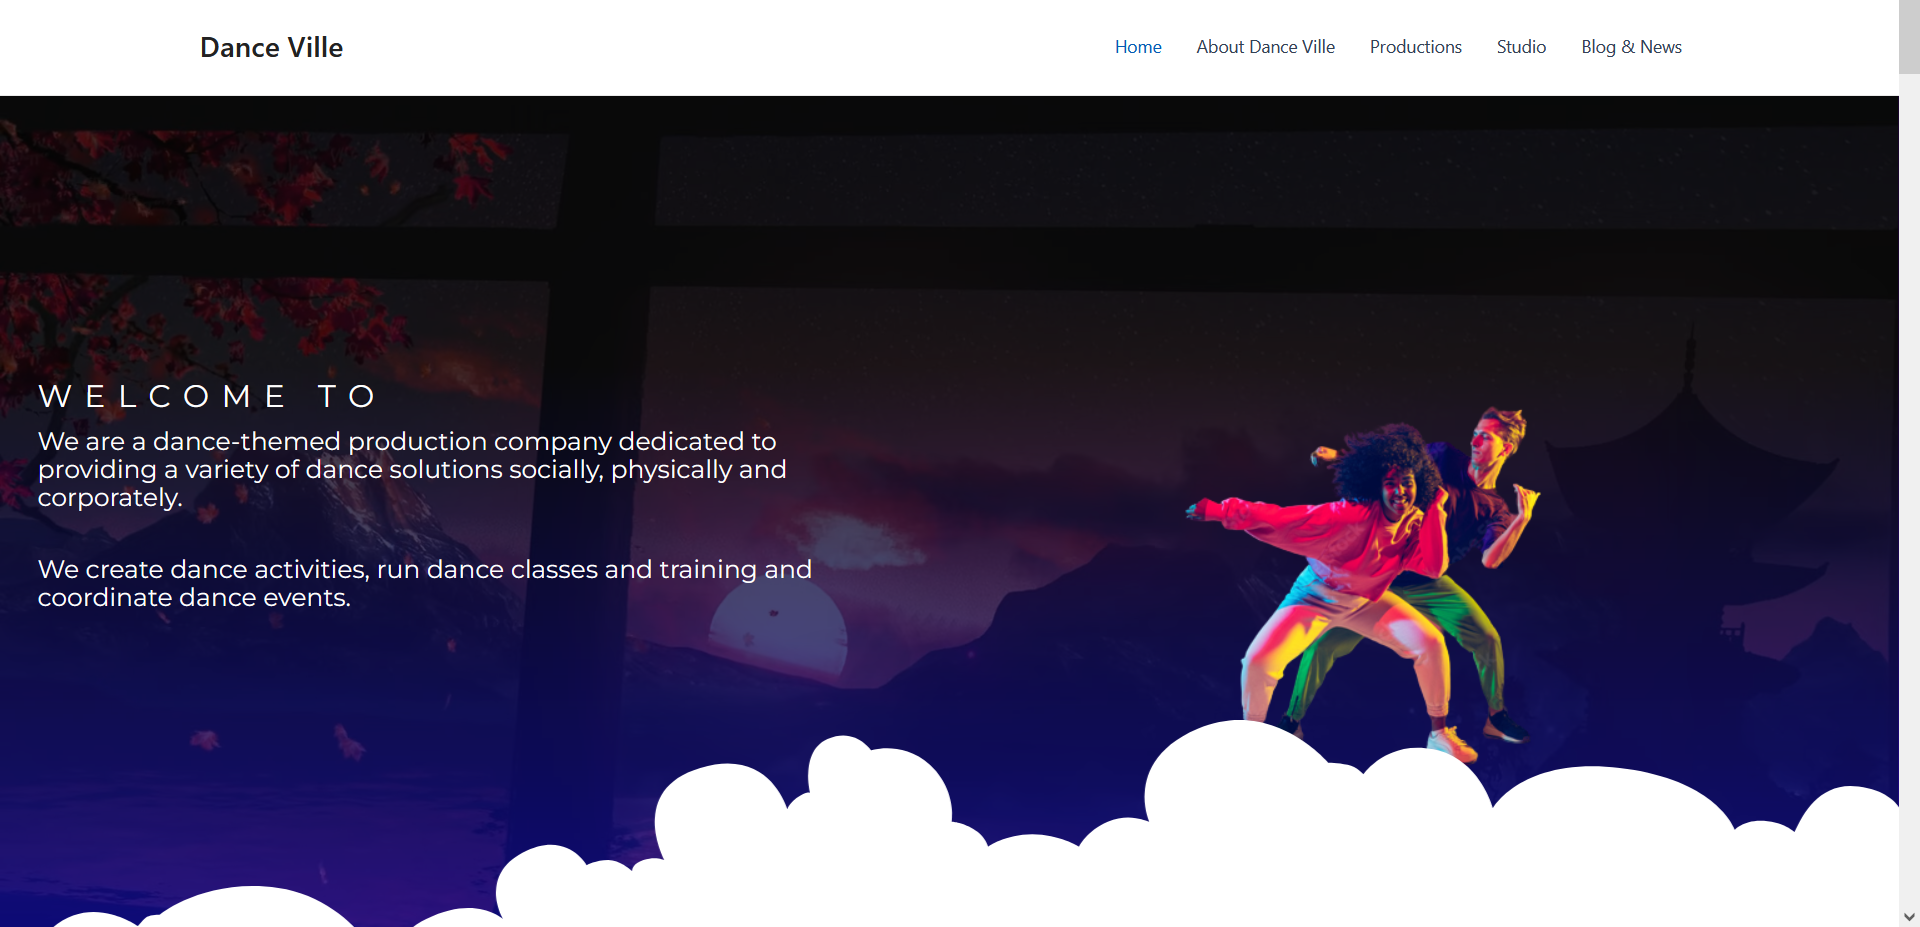 Dance Ville
Home
About Dance Ville
Productions
Studio
Blog & News
WELCOME TO
We are a dance-themed production company dedicated to
providing a variety of dance solutions socially, physically and
corporately.
We create dance activities, run dance classes and training and
coordinate dance events.